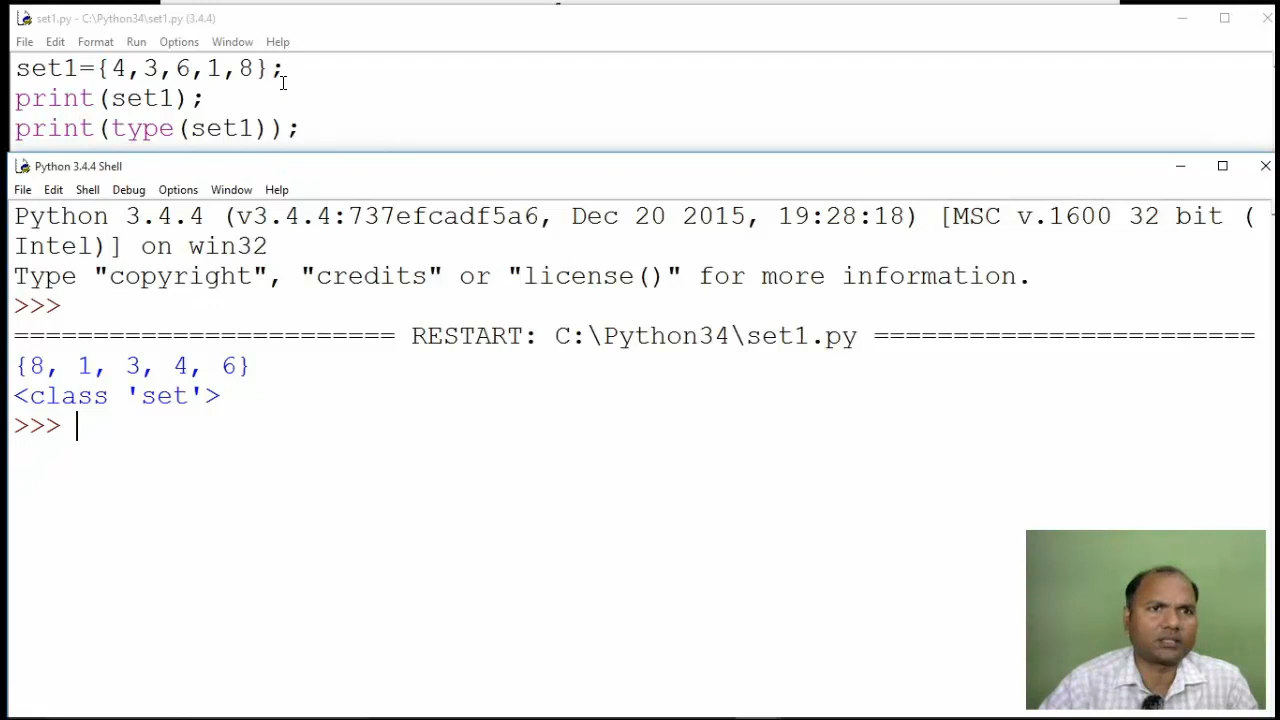 set1.py - C:\Python34\set1.py (3.4.4)
File Edit Format Run Options Window Help
set1={4,3,6,1,8};
print(set1);
print(type(set1));
Python 3.4.4 Shell
File Edit Shell Debug Options Window Help
Python 3.4.4 (v3.4.4:737efcadf5a6, Dec 20 2015, 19:28:18) [MSC v.1600 32 bit (
Intel)] on win32
Type "copyright", "credits" or "license()" for more information.
>>>
======================== RESTART: C:\Python34\set1.py ========================
{8, 1, 3, 4, 6}
<class 'set'>
>>>